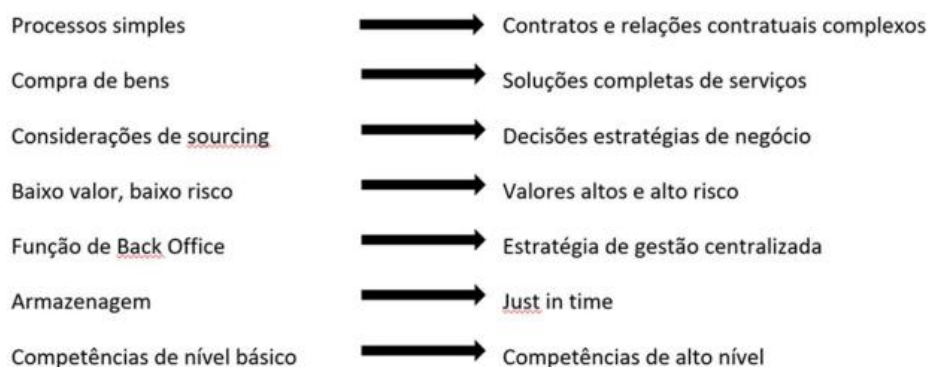 Processos simples Contratos e relações contratuais complexos
Compra de bens Soluções completas de serviços
Considerações de sourcing Decisões estratégias de negócio
Baixo valor, baixo risco Valores altos e alto risco
Função de Back Office Estratégia de gestão centralizada
Armazenagem Just in time
Competências de nível básico Competências de alto nível